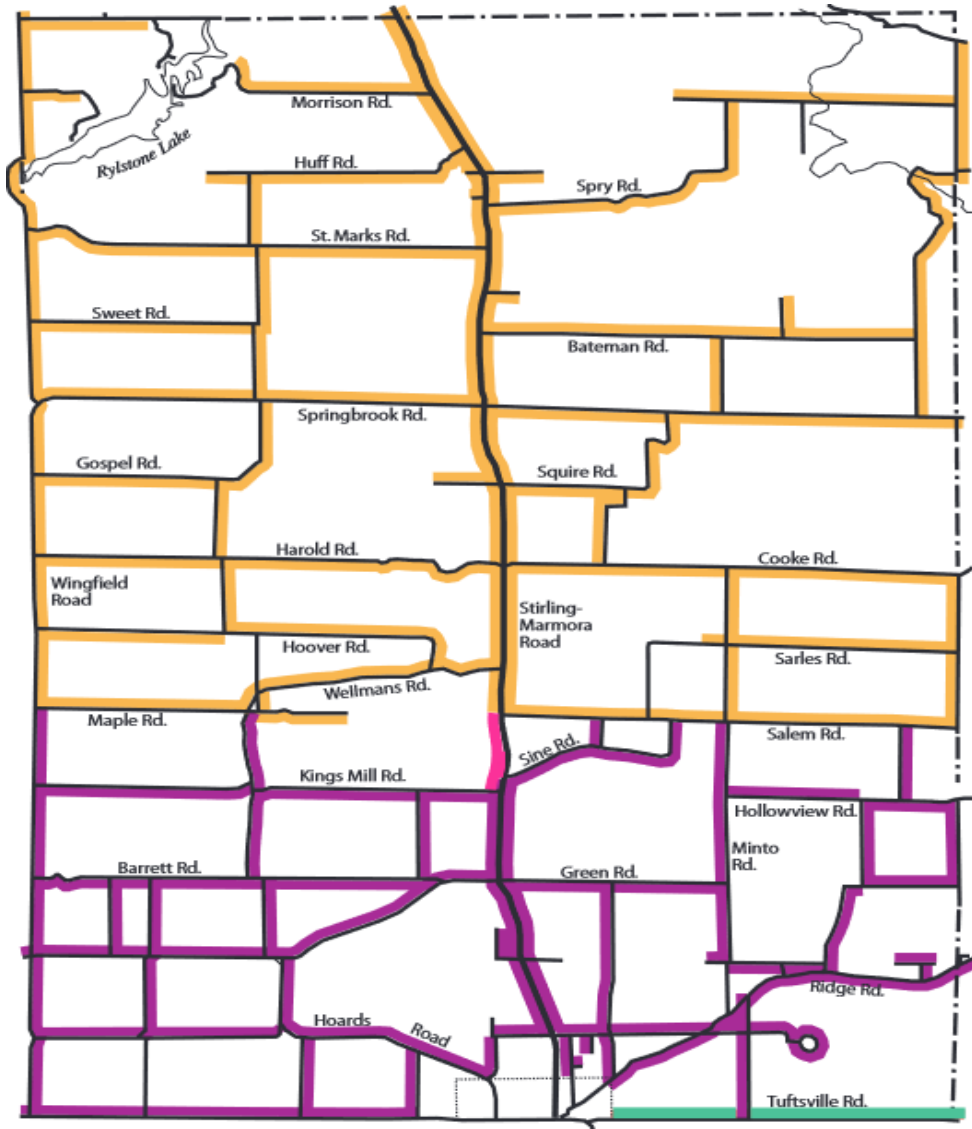 Morrison Rd.
Rylstone Lake
Huff Rd.
Spry Rd.
St. Marks Rd.
Sweet Rd.
Bateman Rd.
Springbrook Rd.
Gospel Rd.
Squire Rd.
Harold Rd.
Cooke Rd.
Wingfield
Road
Stirling-
Marmora
Road
Hoover Rd.
Sarles Rd.
Wellmans Rd.
Maple Rd.
Sine Rd.
Salem Rd.
Kings Mill Rd.
Hollowview Rd.
Minto
Rd.
Barrett Rd.
Green Rd.
Ridge Rd.
Hoards Road
Tuftsville Rd.